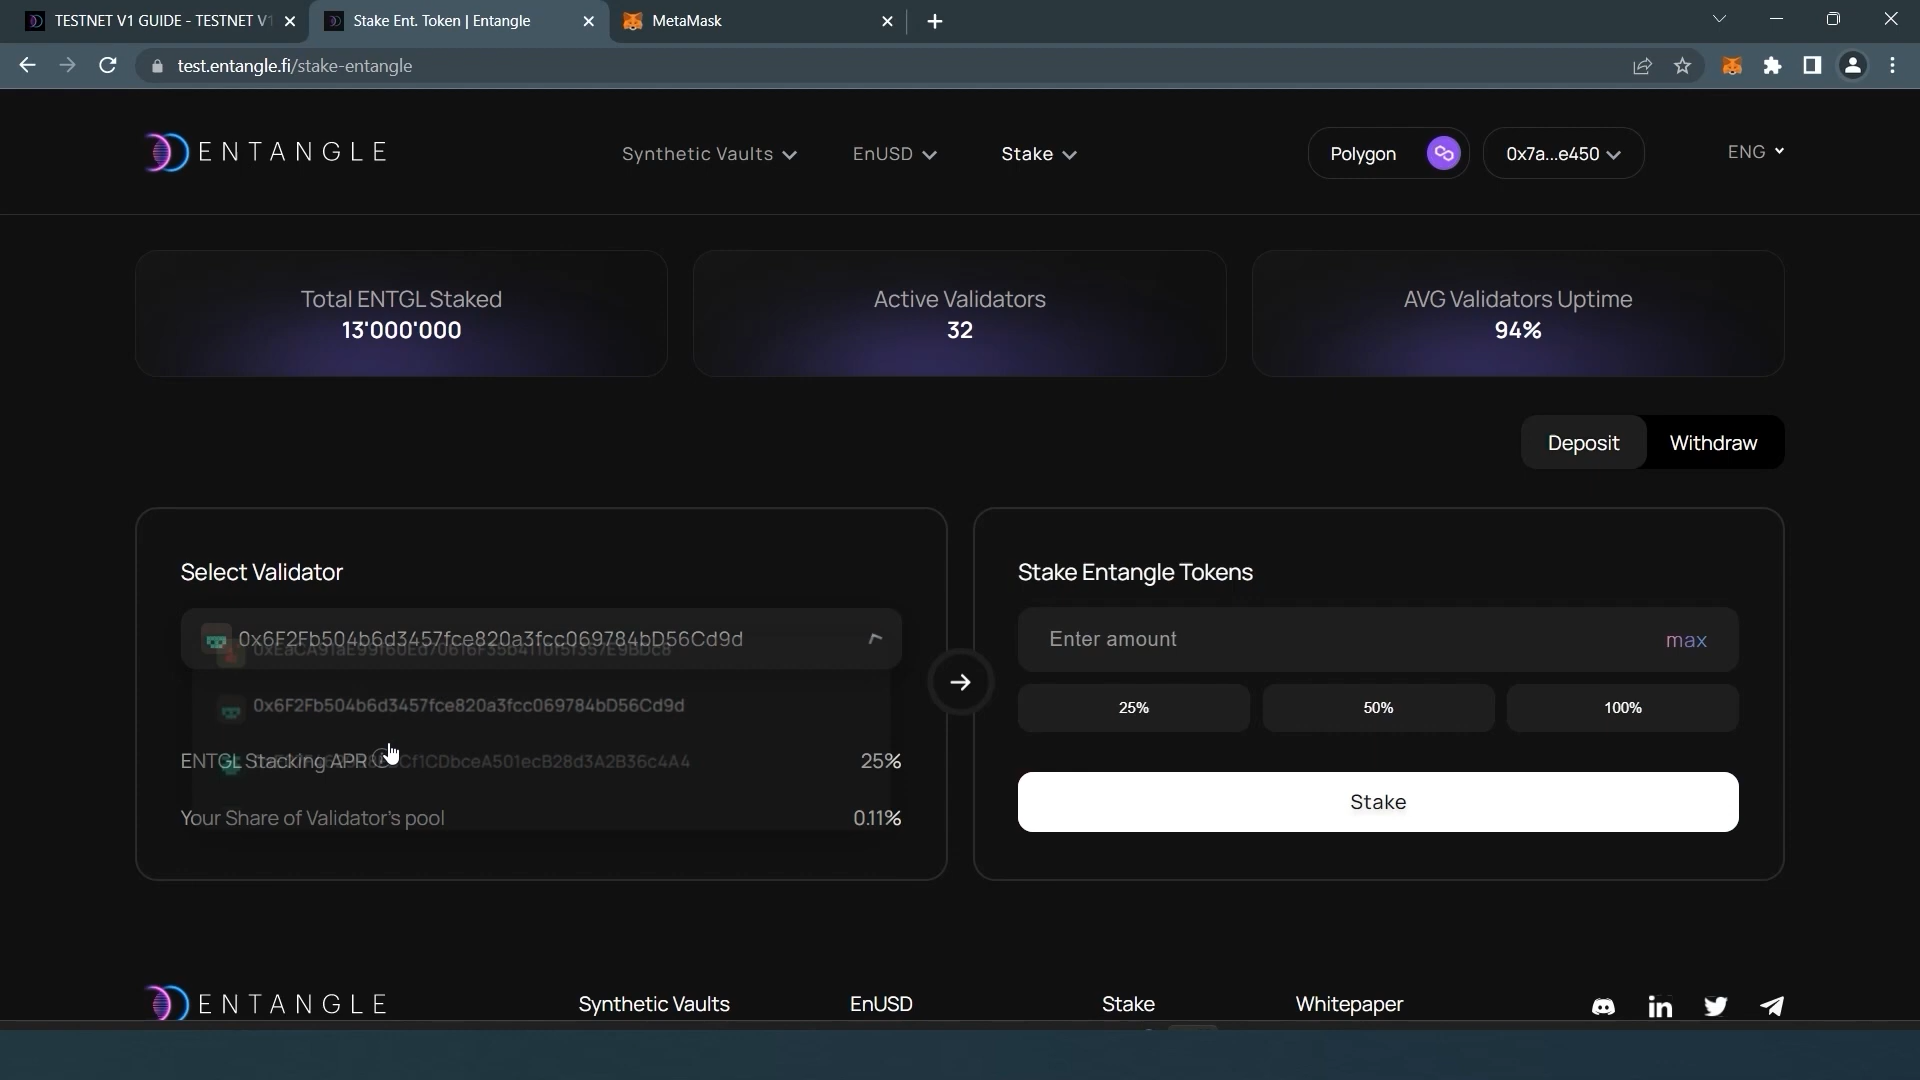 TESTNET V1 GUIDE - TESTNET V1
Stake Ent. Token | Entangle
MetaMask
test.entangle.fi/stake-entangle
ENTANGLE
Synthetic Vaults
EnUSD
Stake
Polygon
0x7a...e450
ENG
Total ENTGL Staked
13'000'000
Active Validators
32
AVG Validators Uptime
94%
Deposit
Withdraw
Select Validator
0x6F2Fb504b6d3457fce820a3fcc069784bD56Cd9d
0x6F2Fb504b6d3457fce820a3fcc069784bD56Cd9d
ENTGL Stacking APR
25%
Your Share of Validator's pool
0.11%
Stake Entangle Tokens
Enter amount
max
25%
50%
100%
Stake
ENTANGLE
Synthetic Vaults
EnUSD
Stake
Whitepaper